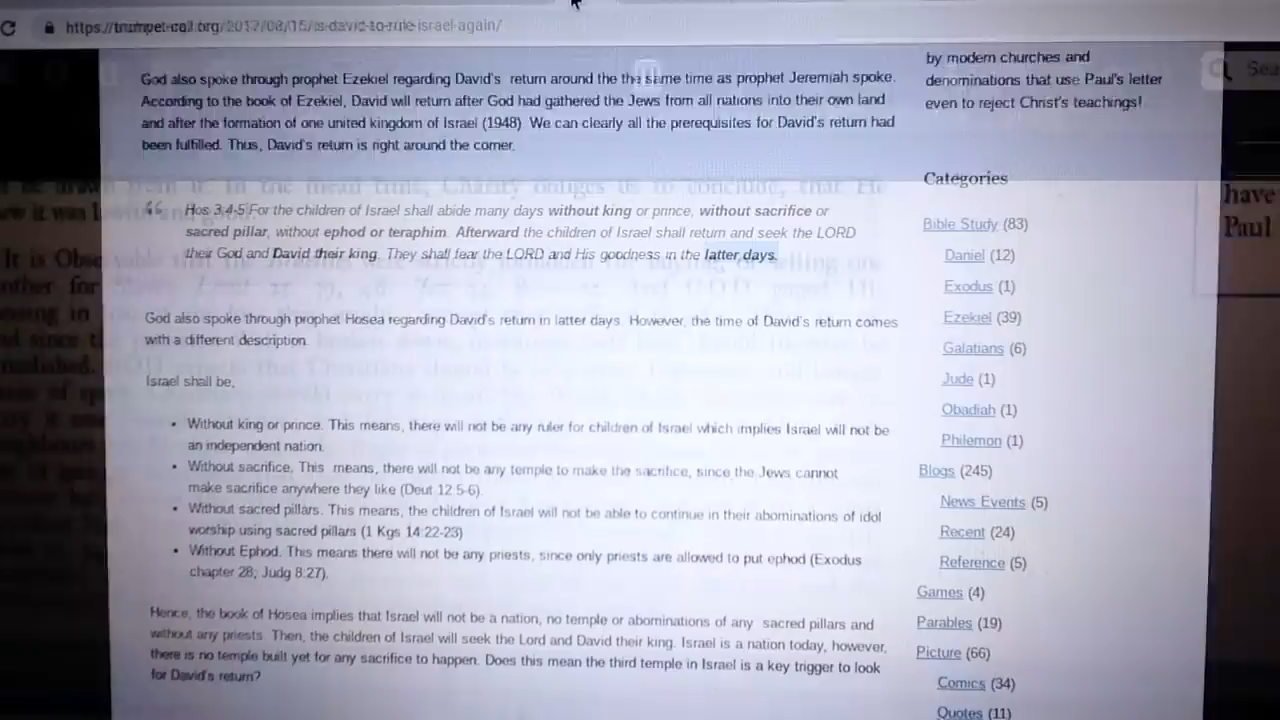 https://trumpet-call.org/2017/08/15/is-david-to-rule-israel-again/
God also spoke through prophet Ezekiel regarding David's return around the the same time as prophet Jeremiah spoke.
According to the book of Ezekiel, David will return after God had gathered the Jews from all nations into their own land
and after the formation of one united kingdom of Israel (1948). We can clearly all the prerequisites for David's return had
been fulfilled. Thus, David's return is right around the corner.
Hos 3:4-5 For the children of Israel shall abide many days without king or prince, without sacrifice or
sacred pillar, without ephod or teraphim. Afterward the children of Israel shall return and seek the LORD
their God and David their king. They shall fear the LORD and His goodness in the latter days.
God also spoke through prophet Hosea regarding David's return in latter days. However, the time of David's return comes
with a different description.
Israel shall be,
• Without king or prince. This means, there will not be any ruler for children of Israel which implies Israel will not be
an independent nation.
• Without sacrifice. This means, there will not be any temple to make the sacrifice, since the Jews cannot
make sacrifice anywhere they like (Deut 12:5-6).
• Without sacred pillars. This means, the children of Israel will not be able to continue in their abominations of idol
worship using sacred pillars (1 Kgs 14:22-23)
• Without Ephod. This means there will not be any priests, since only priests are allowed to put ephod (Exodus
chapter 28; Judg 8:27).
Hence, the book of Hosea implies that Israel will not be a nation, no temple or abominations of any sacred pillars and
without any priests. Then, the children of Israel will seek the Lord and David their king. Israel is a nation today, however,
there is no temple built yet for any sacrifice to happen. Does this mean the third temple in Israel is a key trigger to look
for David's return?
by modern churches and
denominations that use Paul's letter
even to reject Christ's teachings!
Categories
Bible Study (83)
Daniel (12)
Exodus (1)
Ezekiel (39)
Galatians (6)
Jude (1)
Obadiah (1)
Philemon (1)
Blogs (245)
News Events (5)
Recent (24)
Reference (5)
Games (4)
Parables (19)
Picture (66)
Comics (34)
Quotes (11)
Sea
have
Paul
It is
other for